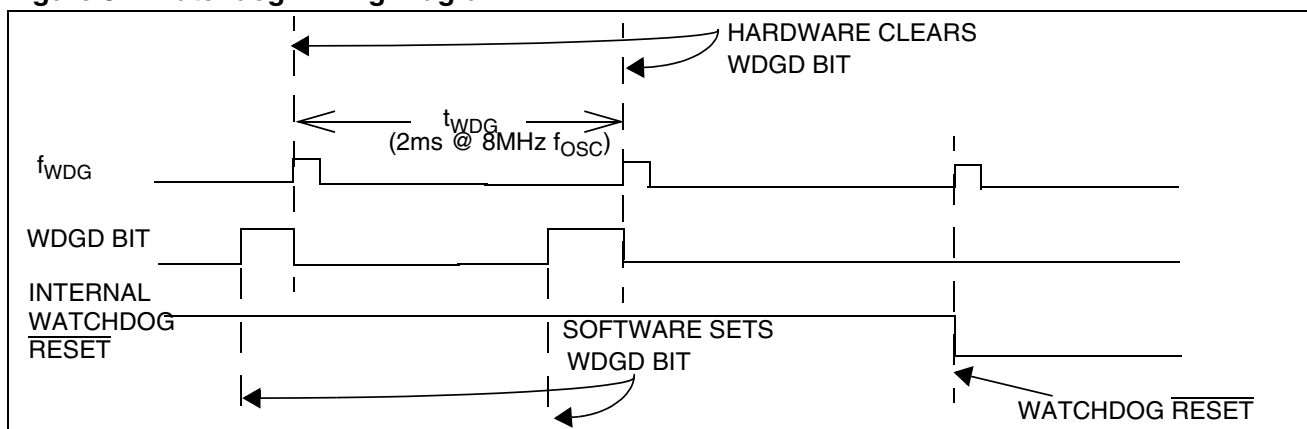 HARDWARE CLEARS
WDGD BIT
tWDG
(2ms @ 8MHz fOSC)
fWDG
WDGD BIT
INTERNAL
WATCHDOG
RESET
SOFTWARE SETS
WDGD BIT
WATCHDOG RESET